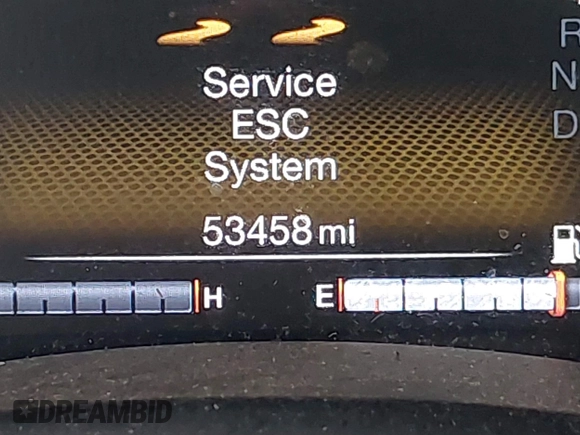 R
N
D
Service
ESC
System
53458 mi
H
E
DREAMBID